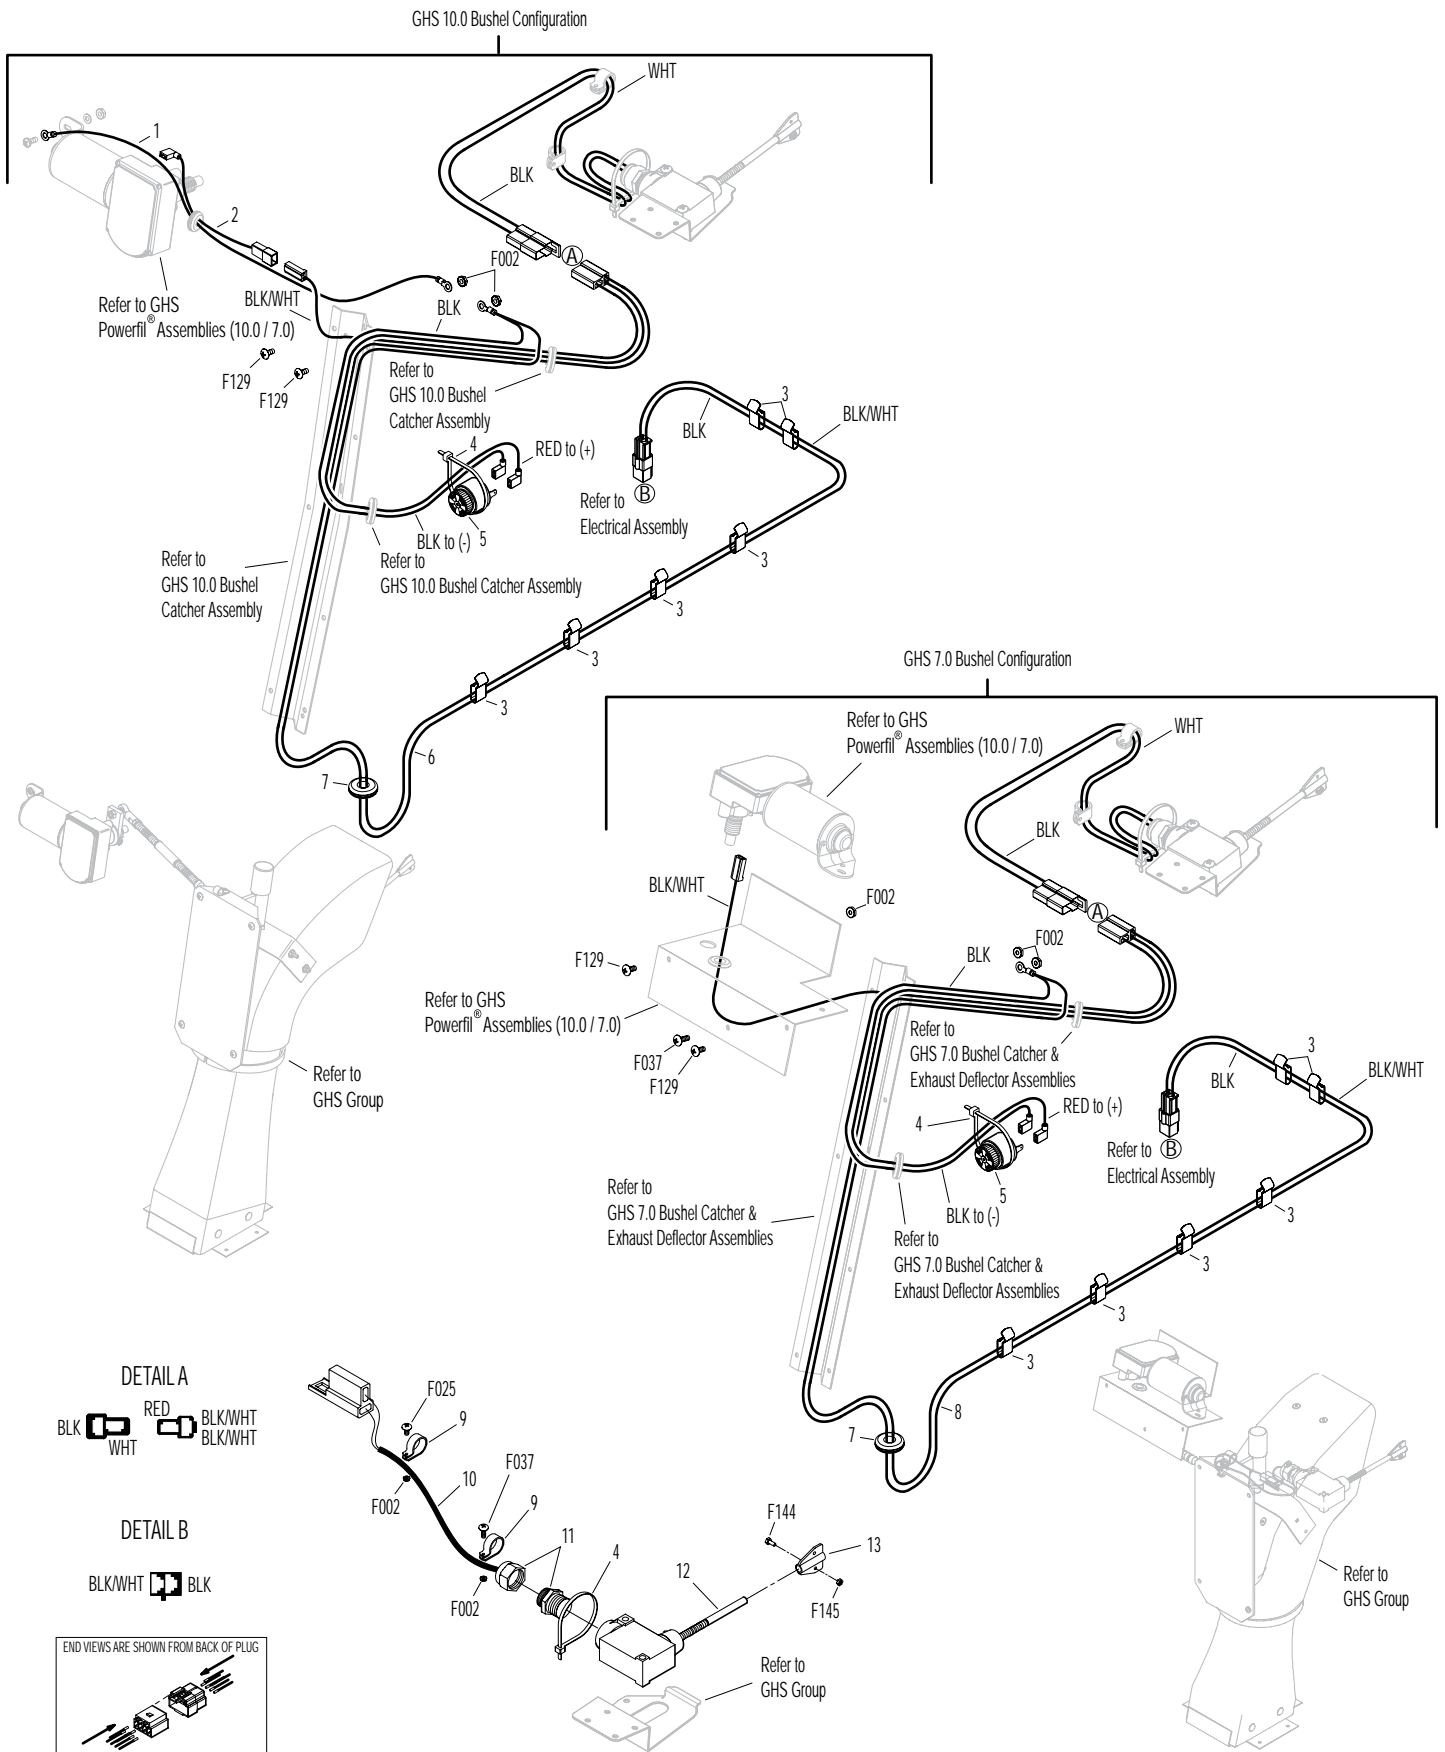 GHS 10.0 Bushel Configuration
WHT
1
BLK
2
A
F002
Refer to GHS
Powerfil® Assemblies (10.0 / 7.0)
BLK/WHT
BLK
F129
F129
Refer to
GHS 10.0 Bushel
Catcher Assembly
3
BLK
BLK/WHT
4
RED to (+)
B
Refer to
Electrical Assembly
BLK to (-)
5
Refer to
GHS 10.0 Bushel Catcher Assembly
Refer to
GHS 10.0 Bushel
Catcher Assembly
3
3
3
3
6
7
Refer to
GHS Group
GHS 7.0 Bushel Configuration
Refer to GHS
Powerfil® Assemblies (10.0 / 7.0)
WHT
BLK
BLK/WHT
F002
A
F002
F129
BLK
Refer to GHS
Powerfil® Assemblies (10.0 / 7.0)
F037
F129
Refer to
GHS 7.0 Bushel Catcher &
Exhaust Deflector Assemblies
3
BLK
BLK/WHT
4
RED to (+)
Refer to B
Electrical Assembly
5
BLK to (-)
Refer to
GHS 7.0 Bushel Catcher &
Exhaust Deflector Assemblies
Refer to
GHS 7.0 Bushel Catcher &
Exhaust Deflector Assemblies
3
3
3
3
8
7
Refer to
GHS Group
DETAIL A
BLK
WHT
RED
BLK/WHT
BLK/WHT
DETAIL B
BLK/WHT
BLK
F025
9
10
F002
F037
9
11
F002
4
12
F144
13
F145
Refer to
GHS Group
END VIEWS ARE SHOWN FROM BACK OF PLUG